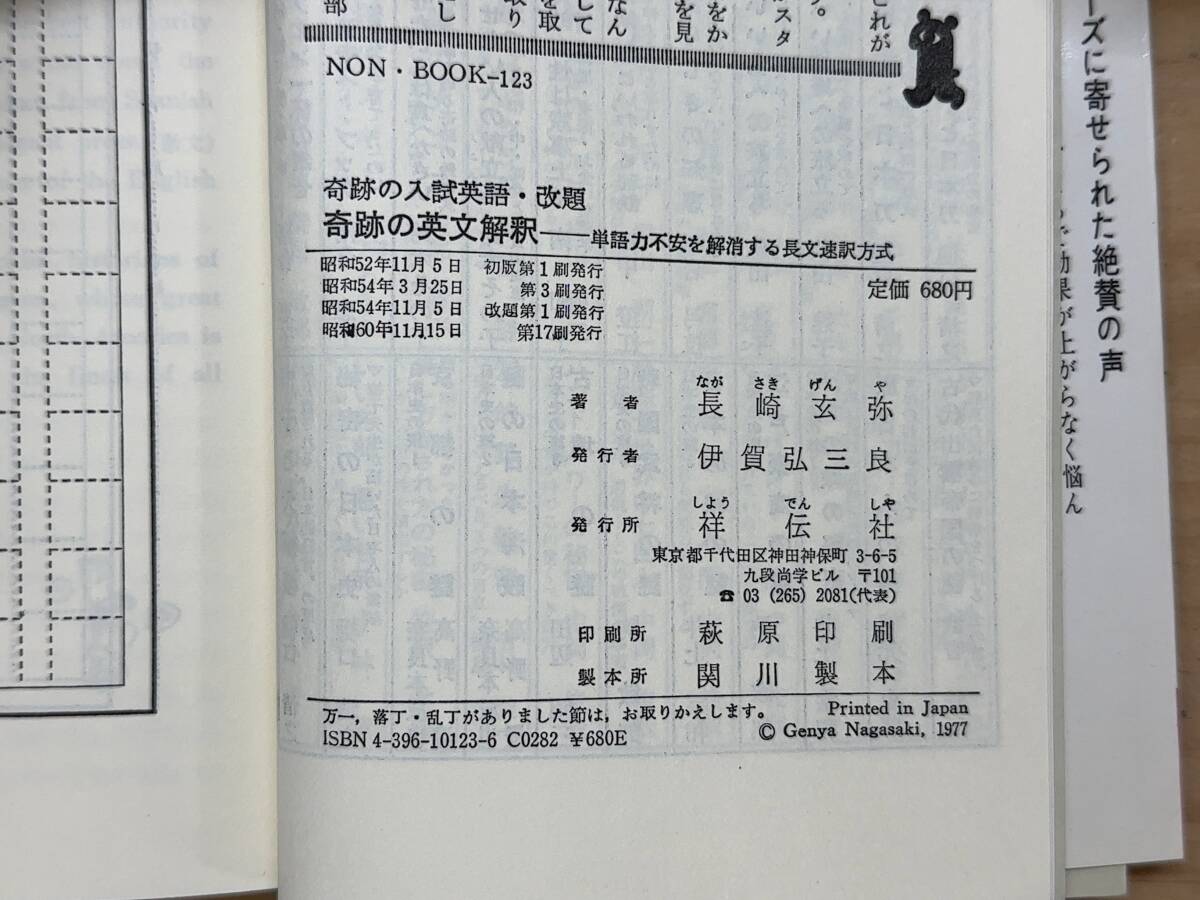 NON・BOOK-123
奇跡の入試英語・改題
奇跡の英文解釈──単語力不安を解消する長文速訳方式
昭和52年11月5日 初版第1刷発行
昭和54年3月25日 第3刷発行
昭和54年11月5日 改題第1刷発行
昭和60年11月15日 第17刷発行
定価 680円
著者 長崎玄弥
なが さき げん や
発行者 伊賀弘三良
発行所 祥伝社
しよう でん しや
東京都千代田区神田神保町 3-6-5
九段尚学ビル 〒101
☎ 03 (265) 2081(代表)
印刷所 萩原印刷
製本所 関川製本
万一,落丁・乱丁がありました節は,お取りかえします。
Printed in Japan
ISBN4-396-10123-6 C0282 ¥680E
© Genya Nagasaki, 1977
ーズに寄せられた絶賛の声
効果が上がらなく悩ん